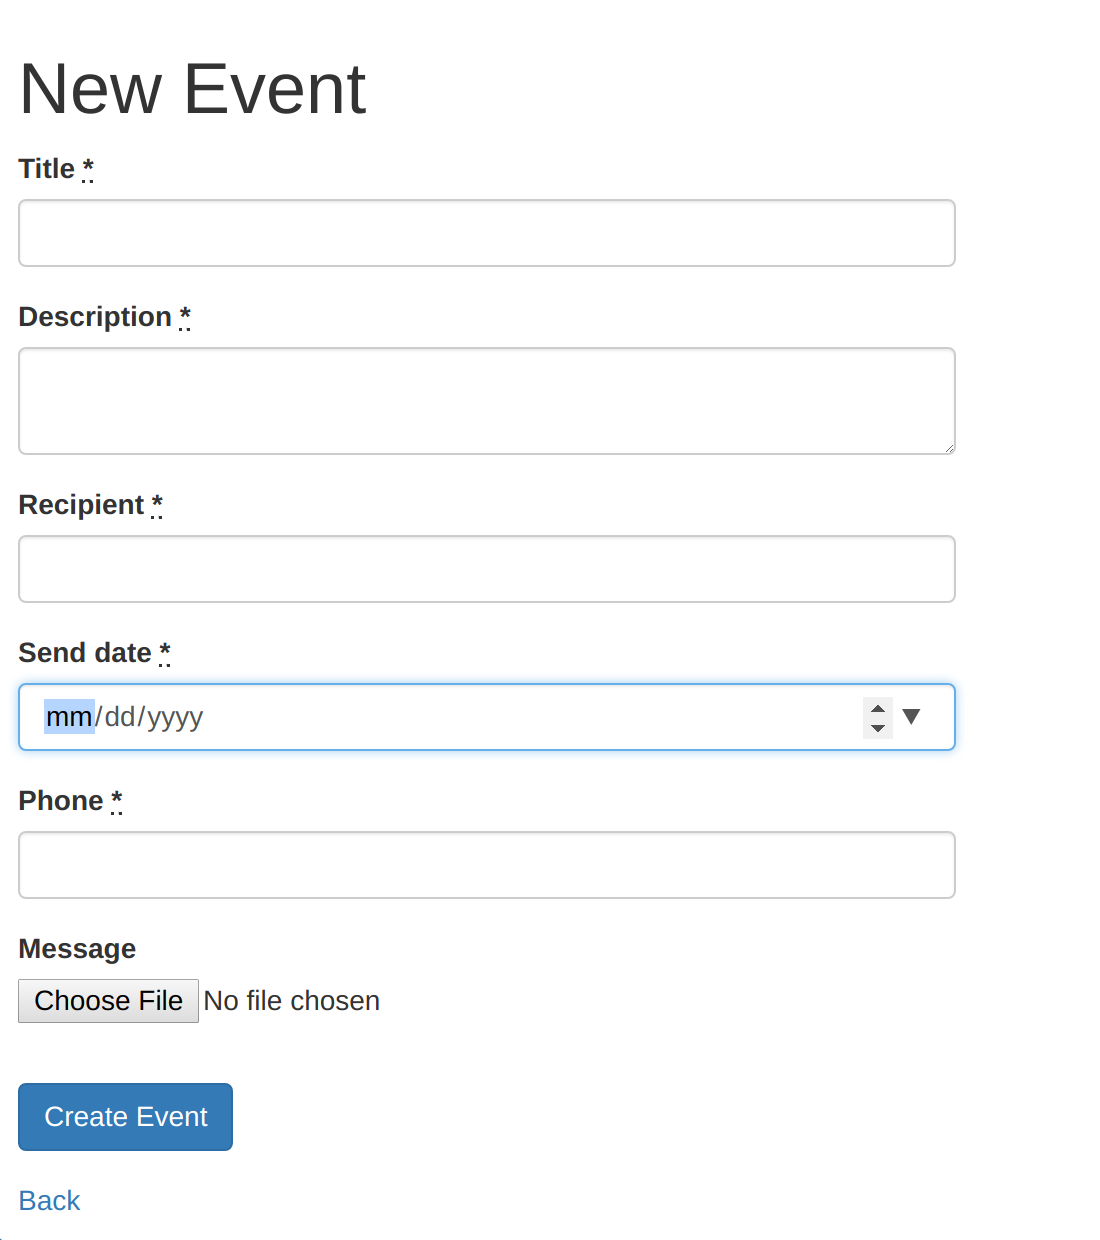 New Event
Title *
Description *
Recipient *
Send date *
mm/dd/yyyy
Phone *
Message
Choose File No file chosen
Create Event
Back